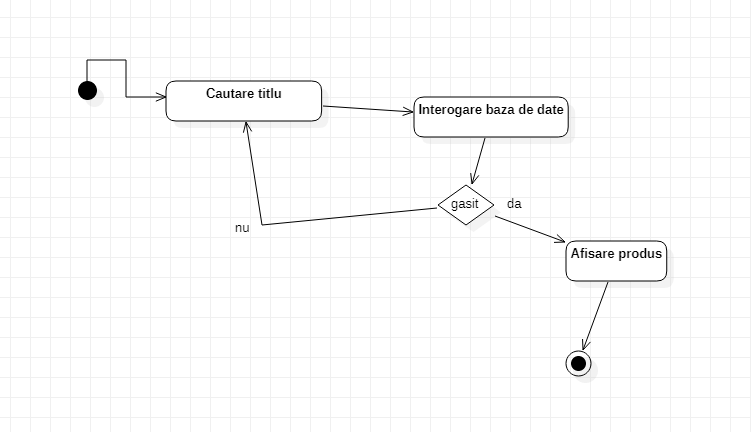 Cautare titlu
Interogare baza de date
gasit
da
nu
Afisare produs